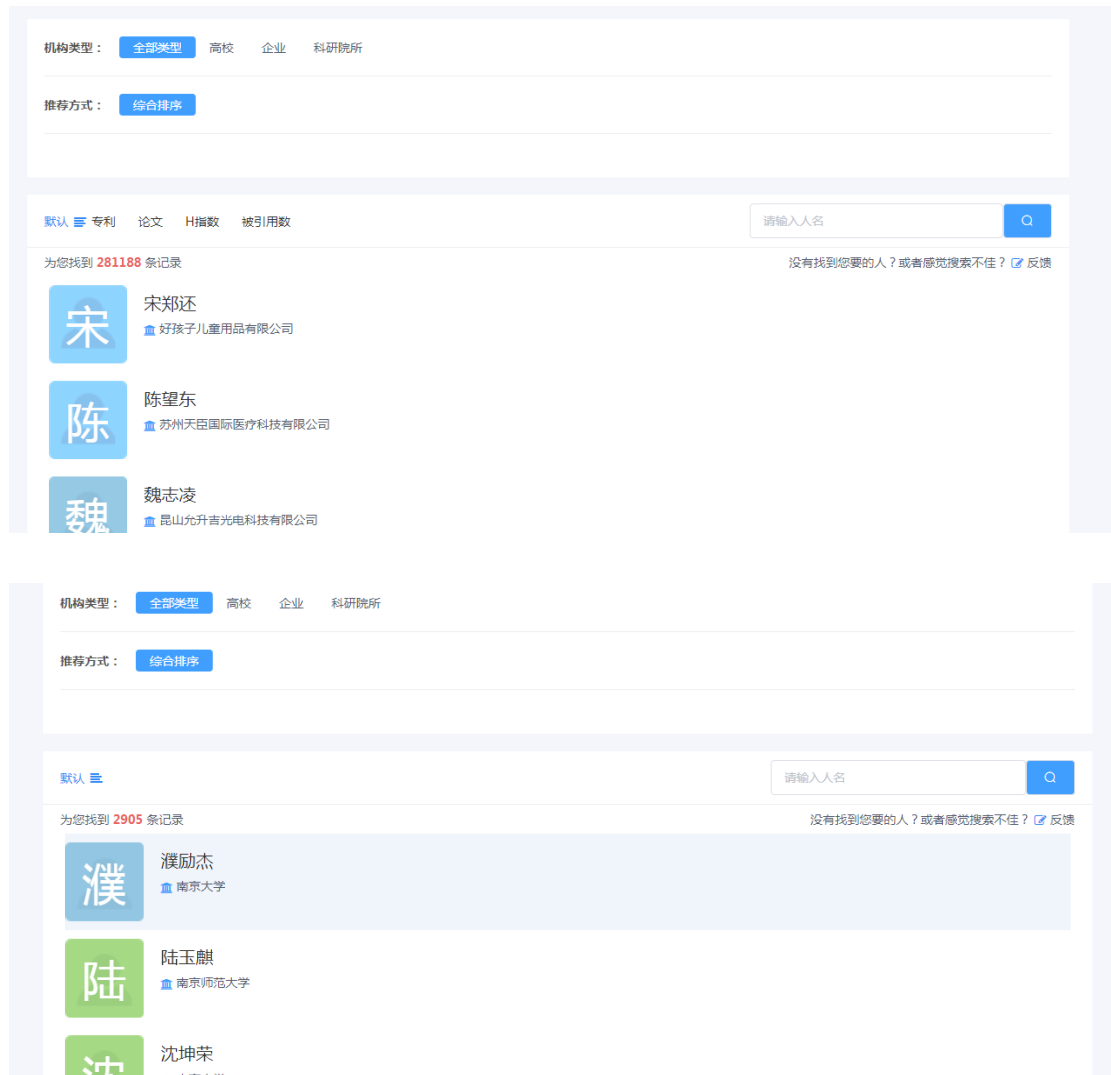 机构类型： 全部类型 高校 企业 科研院所
推荐方式： 综合排序
默认 专利 论文 H指数 被引用数 请输入人名
为您找到 281188 条记录 没有找到您要的人？或者感觉搜索不佳？ 反馈
宋
宋郑还
好孩子儿童用品有限公司
陈
陈望东
苏州天臣国际医疗科技有限公司
魏
魏志凌
昆山允升吉光电科技有限公司
机构类型： 全部类型 高校 企业 科研院所
推荐方式： 综合排序
默认 请输入人名
为您找到 2905 条记录 没有找到您要的人？或者感觉搜索不佳？ 反馈
濮
濮励杰
南京大学
陆
陆玉麒
南京师范大学
沈
沈坤荣